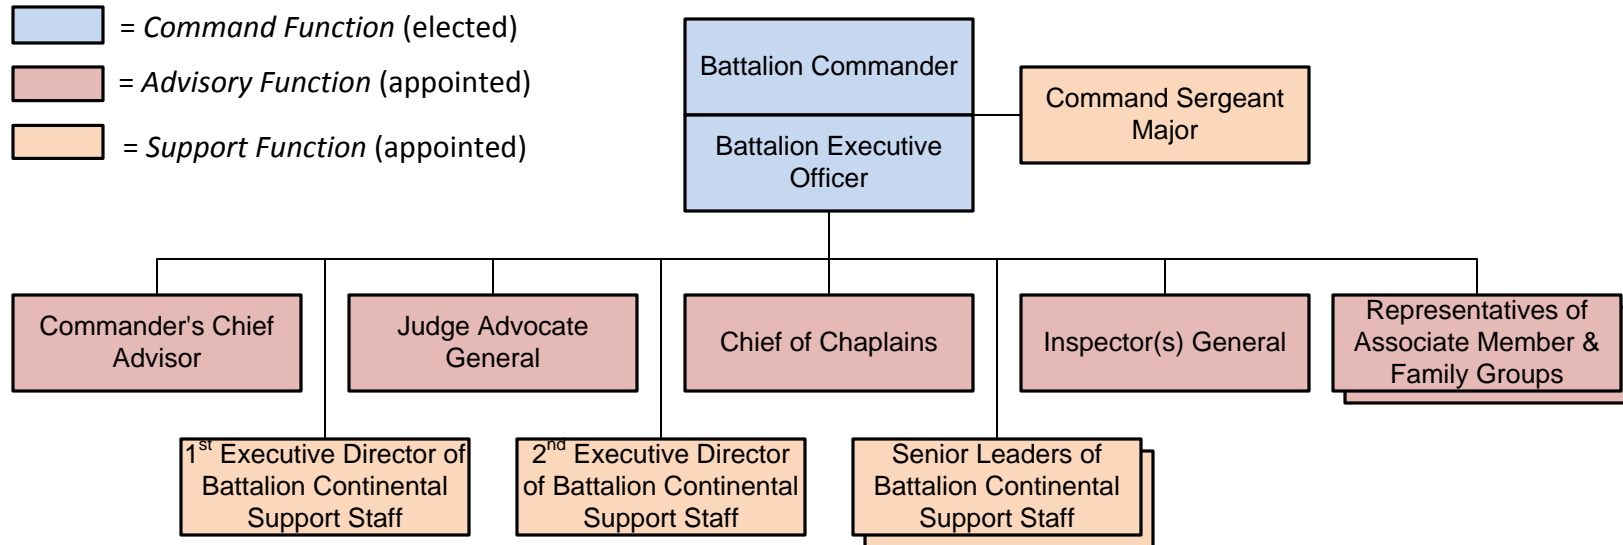 = Command Function (elected)
= Advisory Function (appointed)
= Support Function (appointed)
Battalion Commander
Battalion Executive
Officer
Command Sergeant
Major
Commander's Chief
Advisor
Judge Advocate
General
Chief of Chaplains
Inspector(s) General
Representatives of
Associate Member &
Family Groups
1st Executive Director of
Battalion Continental
Support Staff
2nd Executive Director
of Battalion Continental
Support Staff
Senior Leaders of
Battalion Continental
Support Staff